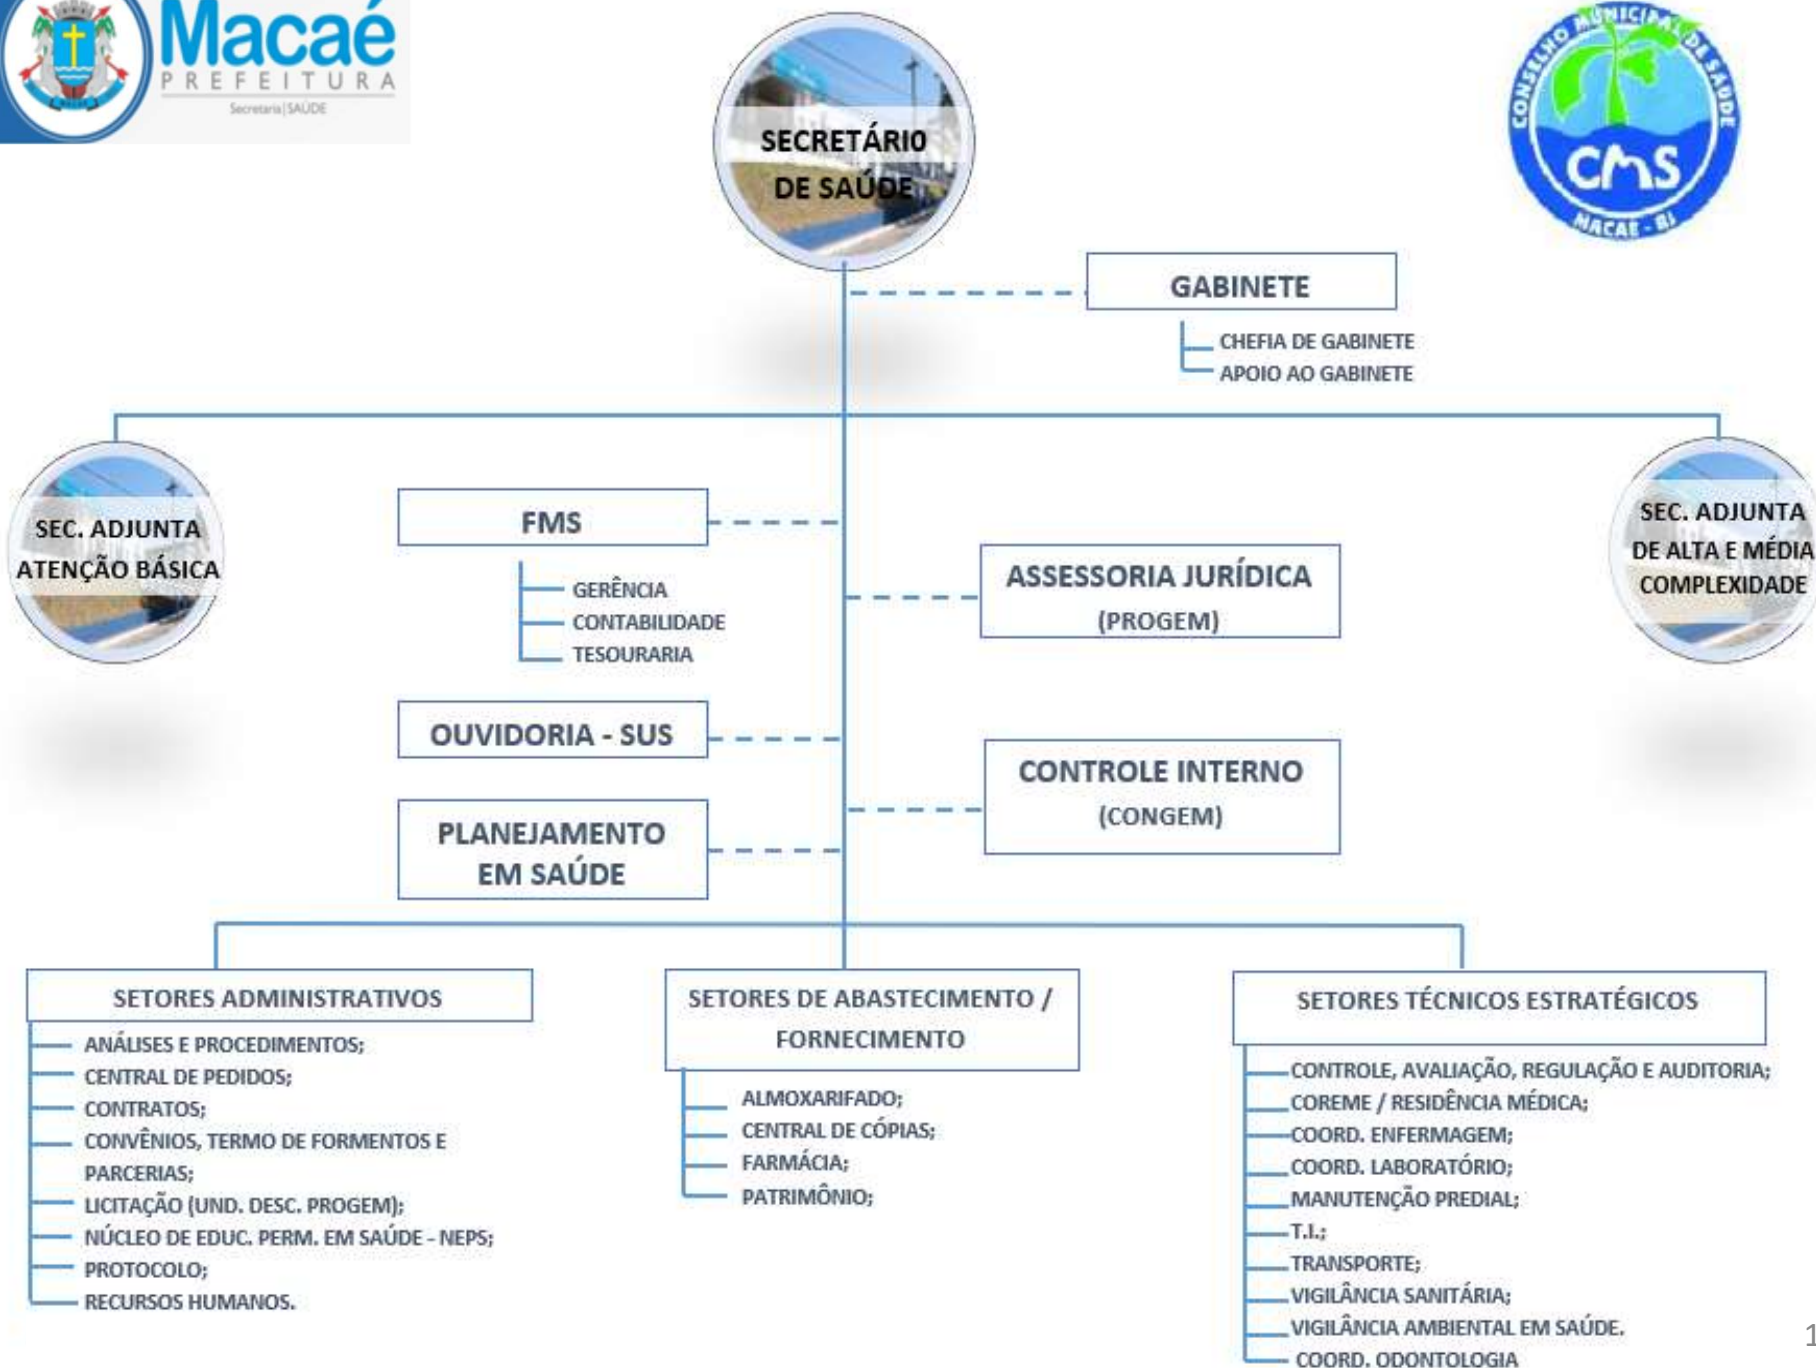 Macaé
PREFEITURA
Secretaria|SAÚDE
SECRETÁRIO
DE SAÚDE
CONSELHO MUNICIPAL DE SAÚDE
CMS
MACAÉ - RJ
GABINETE
CHEFIA DE GABINETE
APOIO AO GABINETE
SEC. ADJUNTA
ATENÇÃO BÁSICA
SEC. ADJUNTA
DE ALTA E MÉDIA
COMPLEXIDADE
FMS
GERÊNCIA
CONTABILIDADE
TESOURARIA
ASSESSORIA JURÍDICA
(PROGEM)
OUVIDORIA - SUS
CONTROLE INTERNO
(CONGEM)
PLANEJAMENTO
EM SAÚDE
SETORES ADMINISTRATIVOS
ANÁLISES E PROCEDIMENTOS;
CENTRAL DE PEDIDOS;
CONTRATOS;
CONVÊNIOS, TERMO DE FORMENTOS E
PARCERIAS;
LICITAÇÃO (UND. DESC. PROGEM);
NÚCLEO DE EDUC. PERM. EM SAÚDE - NEPS;
PROTOCOLO;
RECURSOS HUMANOS.
SETORES DE ABASTECIMENTO /
FORNECIMENTO
ALMOXARIFADO;
CENTRAL DE CÓPIAS;
FARMÁCIA;
PATRIMÔNIO;
SETORES TÉCNICOS ESTRATÉGICOS
CONTROLE, AVALIAÇÃO, REGULAÇÃO E AUDITORIA;
COREME / RESIDÊNCIA MÉDICA;
COORD. ENFERMAGEM;
COORD. LABORATÓRIO;
MANUTENÇÃO PREDIAL;
T.I.;
TRANSPORTE;
VIGILÂNCIA SANITÁRIA;
VIGILÂNCIA AMBIENTAL EM SAÚDE.
COORD. ODONTOLOGIA